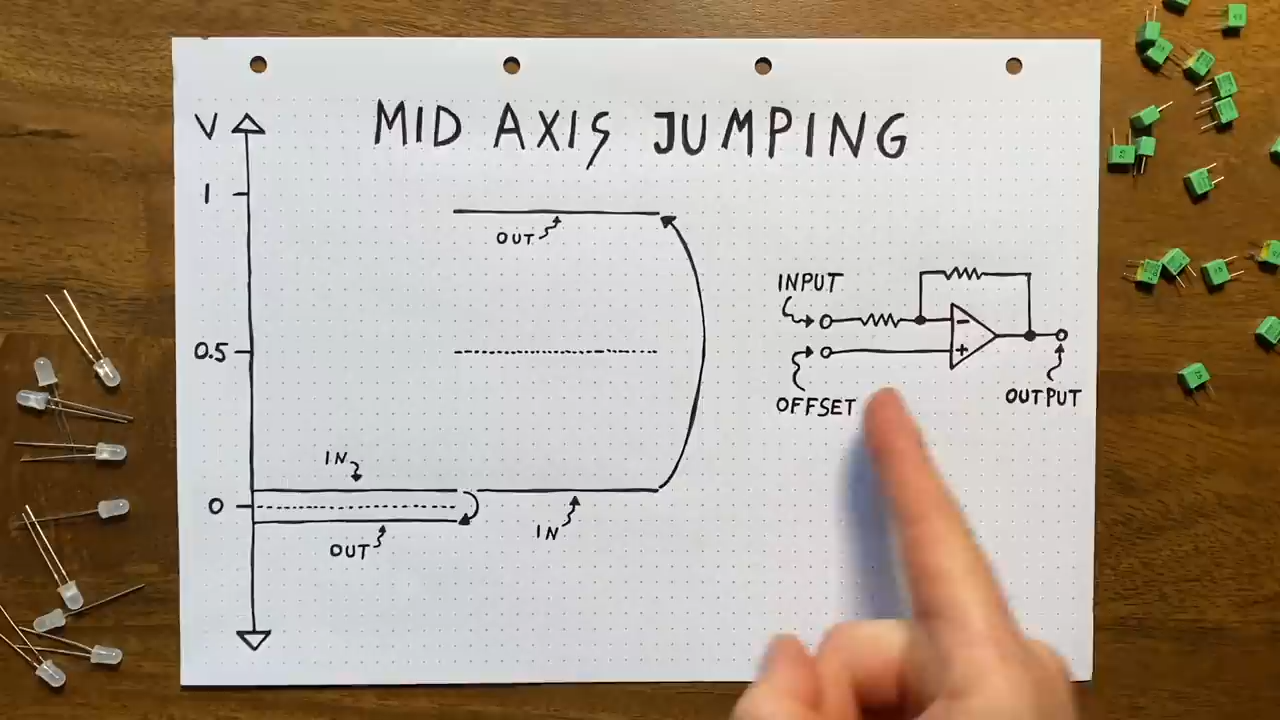 MID AXIS JUMPING
V
1
OUT
0.5
IN
0
OUT
IN
INPUT
-
+
OFFSET
OUTPUT